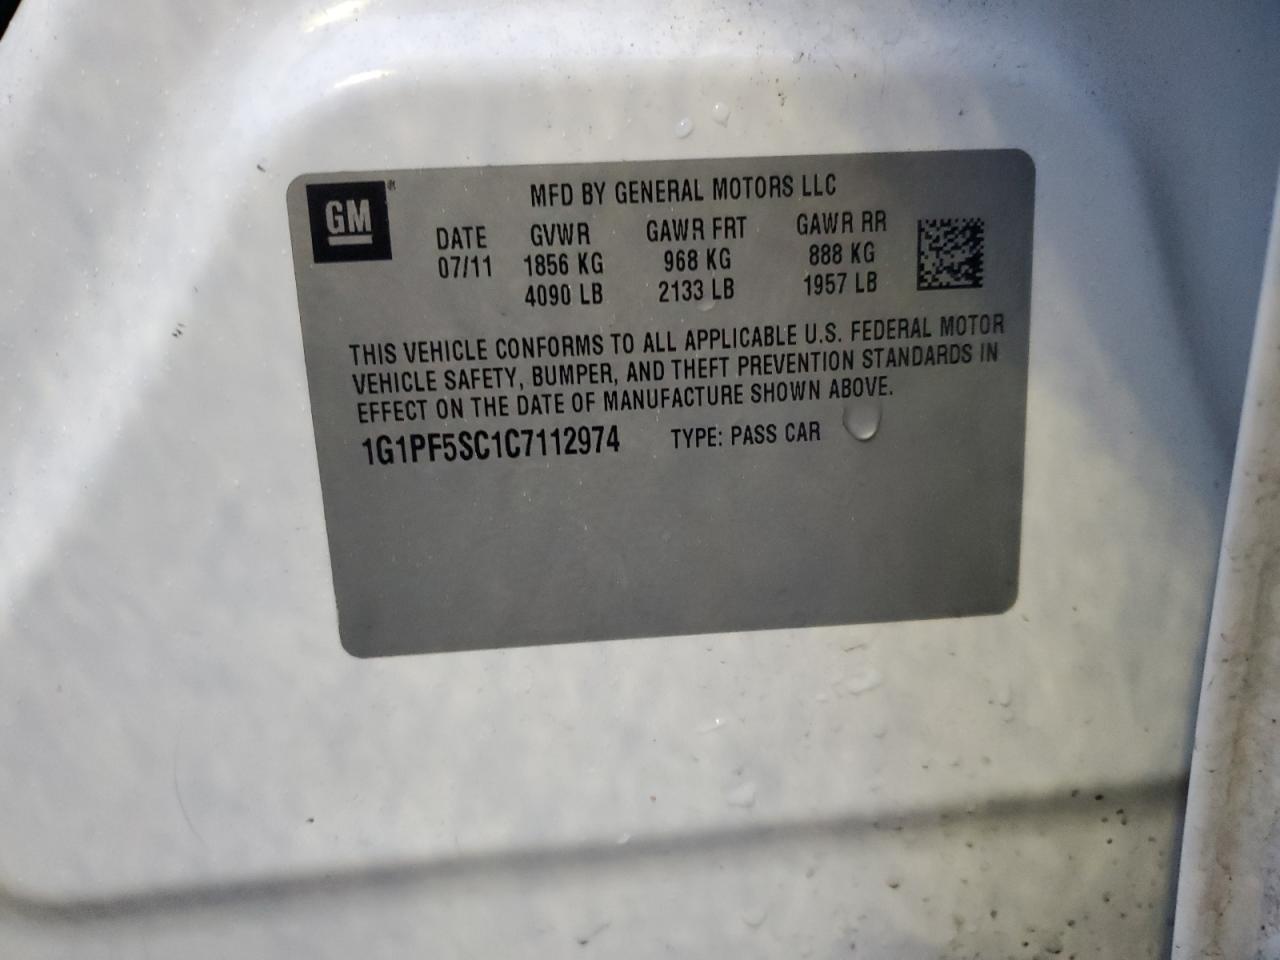 GM®
MFD BY GENERAL MOTORS LLC
DATE GVWR GAWR FRT GAWR RR
07/11 1856 KG 968 KG 888 KG
4090 LB 2133 LB 1957 LB
THIS VEHICLE CONFORMS TO ALL APPLICABLE U.S. FEDERAL MOTOR
VEHICLE SAFETY, BUMPER, AND THEFT PREVENTION STANDARDS IN
EFFECT ON THE DATE OF MANUFACTURE SHOWN ABOVE.
1G1PF5SC1C7112974 TYPE: PASS CAR